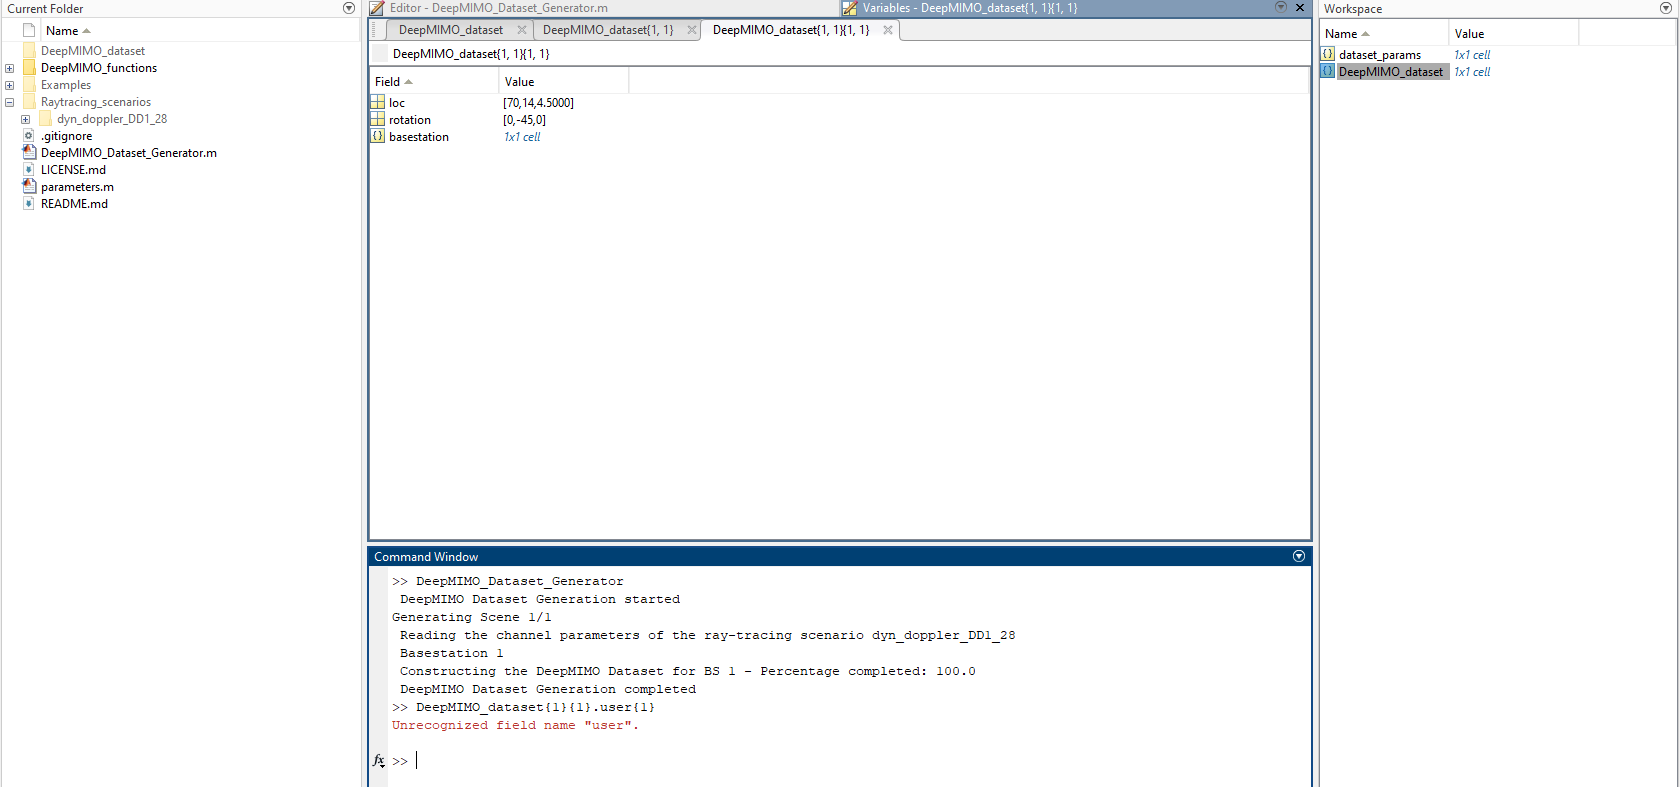 Current Folder
Name
DeepMIMO_dataset
DeepMIMO_functions
Examples
Raytracing_scenarios
dyn_doppler_DD1_28
.gitignore
DeepMIMO_Dataset_Generator.m
LICENSE.md
parameters.m
README.md
Editor - DeepMIMO_Dataset_Generator.m
Variables - DeepMIMO_dataset{1, 1}{1, 1}
DeepMIMO_dataset DeepMIMO_dataset{1, 1} DeepMIMO_dataset{1, 1}{1, 1}
DeepMIMO_dataset{1, 1}{1, 1}
Field Value
loc [70,14,4.5000]
rotation [0,-45,0]
basestation 1x1 cell
Command Window
>> DeepMIMO_Dataset_Generator
DeepMIMO Dataset Generation started
Generating Scene 1/1
Reading the channel parameters of the ray-tracing scenario dyn_doppler_DD1_28
Basestation 1
Constructing the DeepMIMO Dataset for BS 1 - Percentage completed: 100.0
DeepMIMO Dataset Generation completed
>> DeepMIMO_dataset{1}{1}.user{1}
Unrecognized field name "user".
fx >>
Workspace
Name Value
dataset_params 1x1 cell
DeepMIMO_dataset 1x1 cell